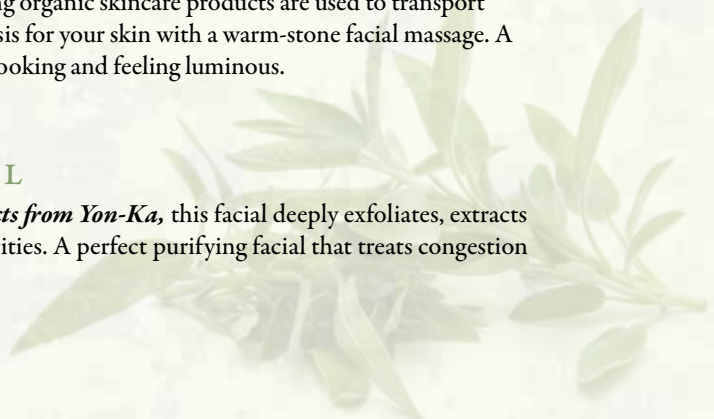 ng organic skincare products are used to transport
sis for your skin with a warm-stone facial massage. A
ooking and feeling luminous.
L
cts from Yon-Ka, this facial deeply exfoliates, extracts
ities. A perfect purifying facial that treats congestion